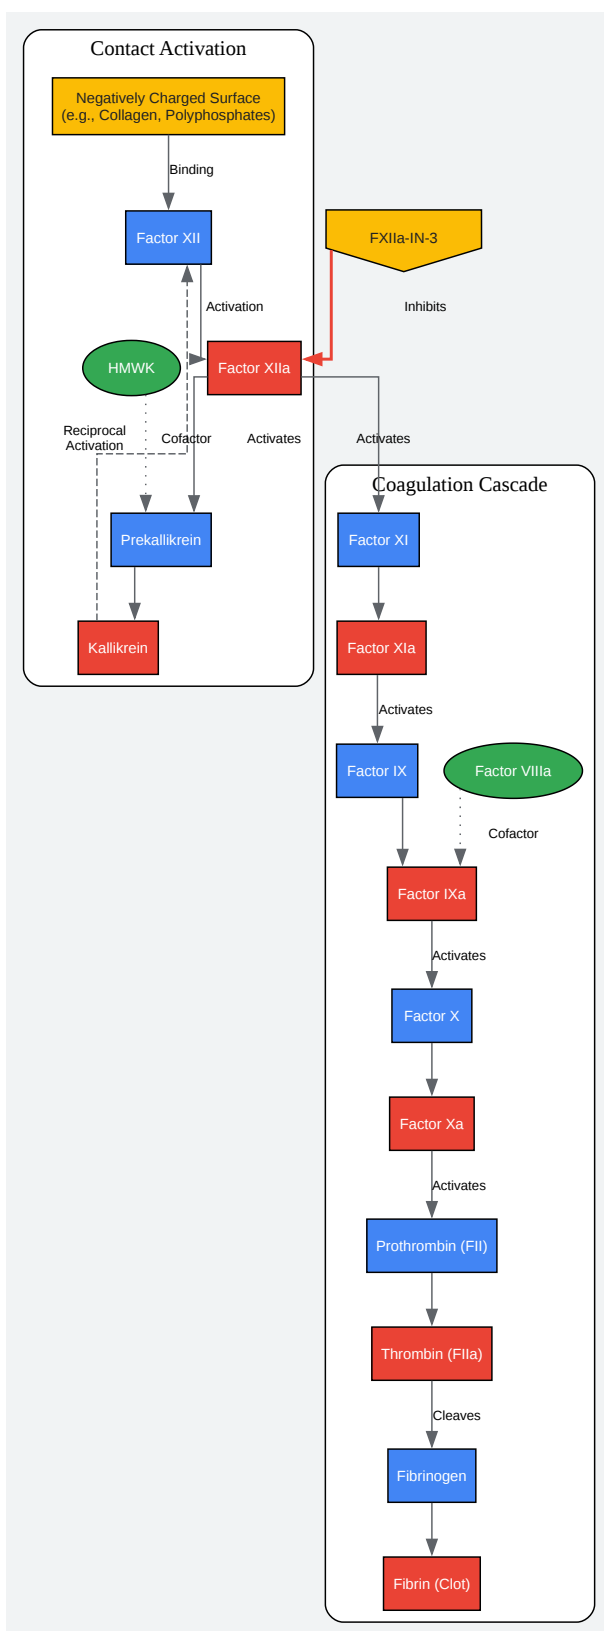 Contact Activation
Negatively Charged Surface
(e.g., Collagen, Polyphosphates)
Binding
Factor XII
FXIIa-IN-3
Activation
Inhibits
HMWK
Factor XIIa
Reciprocal
Activation
Cofactor
Activates
Activates
Coagulation Cascade
Prekallikrein
Factor XI
Kallikrein
Factor XIa
Activates
Factor IX
Factor VIIIa
Cofactor
Factor IXa
Activates
Factor X
Factor Xa
Activates
Prothrombin (FII)
Thrombin (FIIa)
Cleaves
Fibrinogen
Fibrin (Clot)